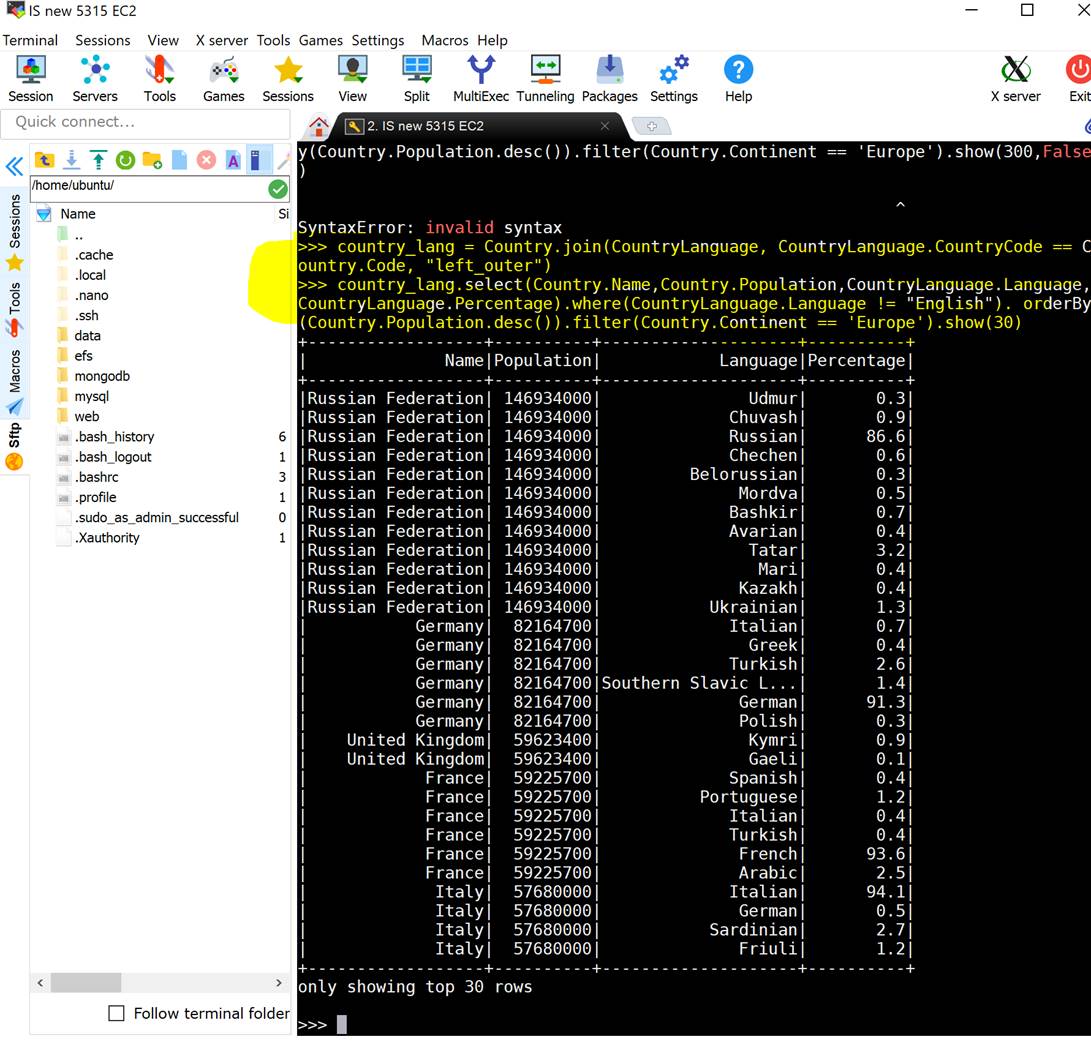 IS new 5315 EC2
Terminal Sessions View X server Tools Games Settings Macros Help
Session Servers Tools Games Sessions View Split MultiExec Tunneling Packages Settings Help X server Exit
Quick connect...
2. IS new 5315 EC2
/home/ubuntu/
Name Si
..
.cache
.local
.nano
.ssh
data
efs
mongodb
mysql
web
.bash_history 6
.bash_logout 1
.bashrc 3
.profile 1
.sudo_as_admin_successful 0
.Xauthority 1
Follow terminal folder
Sessions
Tools
Macros
Sftp
y(Country.Population.desc()).filter(Country.Continent == 'Europe').show(300,False
)
^
SyntaxError: invalid syntax
>>> country_lang = Country.join(CountryLanguage, CountryLanguage.CountryCode == C
ountry.Code, "left_outer")
>>> country_lang.select(Country.Name,Country.Population,CountryLanguage.Language,
CountryLanguage.Percentage).where(CountryLanguage.Language != "English"). orderBy
(Country.Population.desc()).filter(Country.Continent == 'Europe').show(30)
+------------------+----------+--------------------+----------+
|              Name|Population|            Language|Percentage|
+------------------+----------+--------------------+----------+
|Russian Federation| 146934000|               Udmur|       0.3|
|Russian Federation| 146934000|             Chuvash|       0.9|
|Russian Federation| 146934000|             Russian|      86.6|
|Russian Federation| 146934000|             Chechen|       0.6|
|Russian Federation| 146934000|         Belorussian|       0.3|
|Russian Federation| 146934000|              Mordva|       0.5|
|Russian Federation| 146934000|             Bashkir|       0.7|
|Russian Federation| 146934000|             Avarian|       0.4|
|Russian Federation| 146934000|               Tatar|       3.2|
|Russian Federation| 146934000|                Mari|       0.4|
|Russian Federation| 146934000|              Kazakh|       0.4|
|Russian Federation| 146934000|           Ukrainian|       1.3|
|           Germany|  82164700|             Italian|       0.7|
|           Germany|  82164700|               Greek|       0.4|
|           Germany|  82164700|             Turkish|       2.6|
|           Germany|  82164700|Southern Slavic L...|       1.4|
|           Germany|  82164700|              German|      91.3|
|           Germany|  82164700|              Polish|       0.3|
|    United Kingdom|  59623400|               Kymri|       0.9|
|    United Kingdom|  59623400|               Gaeli|       0.1|
|            France|  59225700|             Spanish|       0.4|
|            France|  59225700|          Portuguese|       1.2|
|            France|  59225700|             Italian|       0.4|
|            France|  59225700|             Turkish|       0.4|
|            France|  59225700|              French|      93.6|
|            France|  59225700|              Arabic|       2.5|
|             Italy|  57680000|             Italian|      94.1|
|             Italy|  57680000|              German|       0.5|
|             Italy|  57680000|           Sardinian|       2.7|
|             Italy|  57680000|              Friuli|       1.2|
+------------------+----------+--------------------+----------+
only showing top 30 rows
>>>